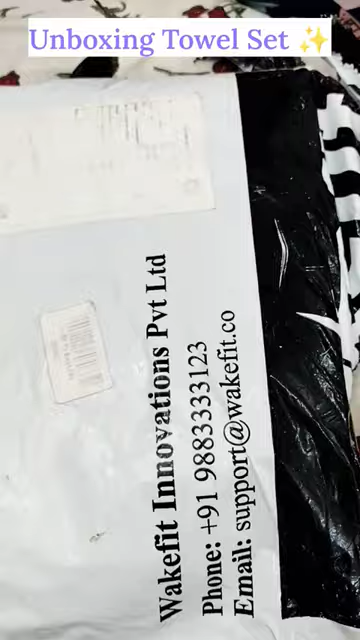 Unboxing Towel Set ✨
Wakefit Innovations Pvt Ltd
Phone: +91 9883333123
Email: support@wakefit.co